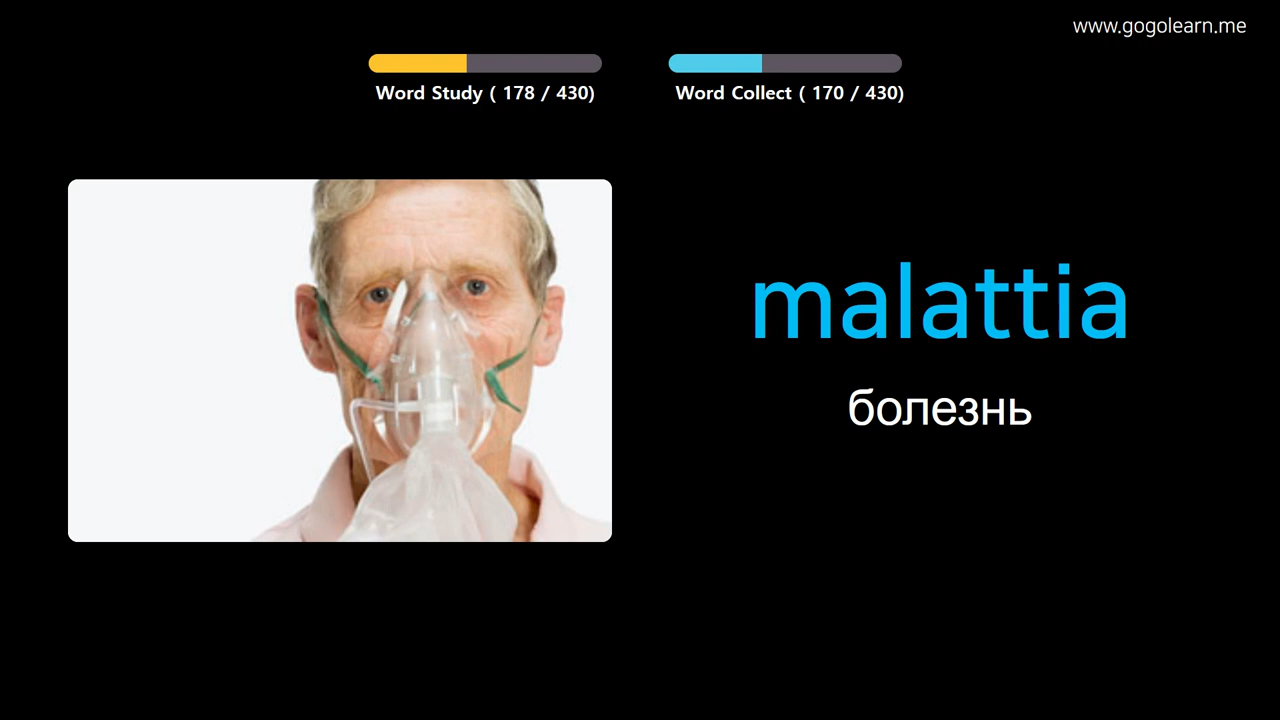 www.gogolearn.me
Word Study ( 178 / 430)
Word Collect ( 170 / 430)
malattia
болезнь